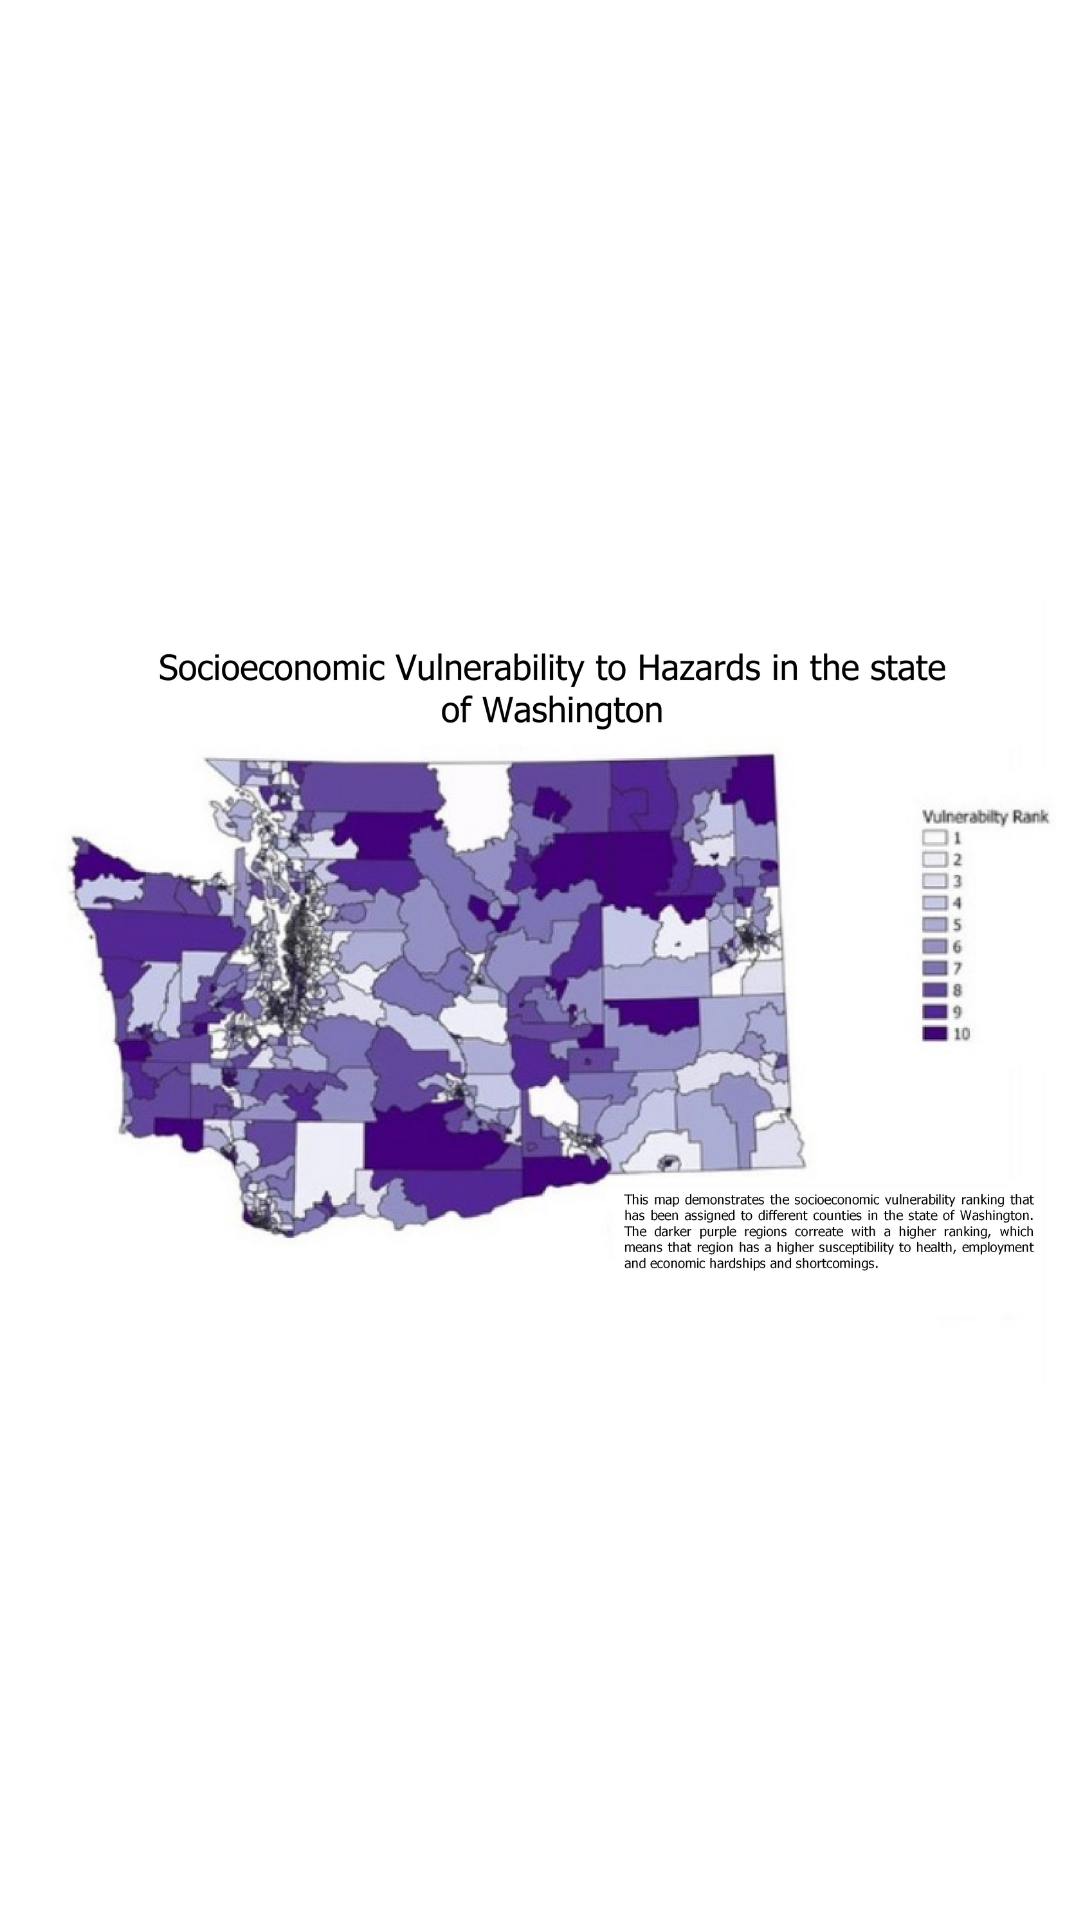 Socioeconomic Vulnerability to Hazards in the state
of Washington
Vulnerabilty Rank
1
2
3
4
5
6
7
8
9
10
This map demonstrates the socioeconomic vulnerability ranking that
has been assigned to different counties in the state of Washington.
The darker purple regions correate with a higher ranking, which
means that region has a higher susceptibility to health, employment
and economic hardships and shortcomings.